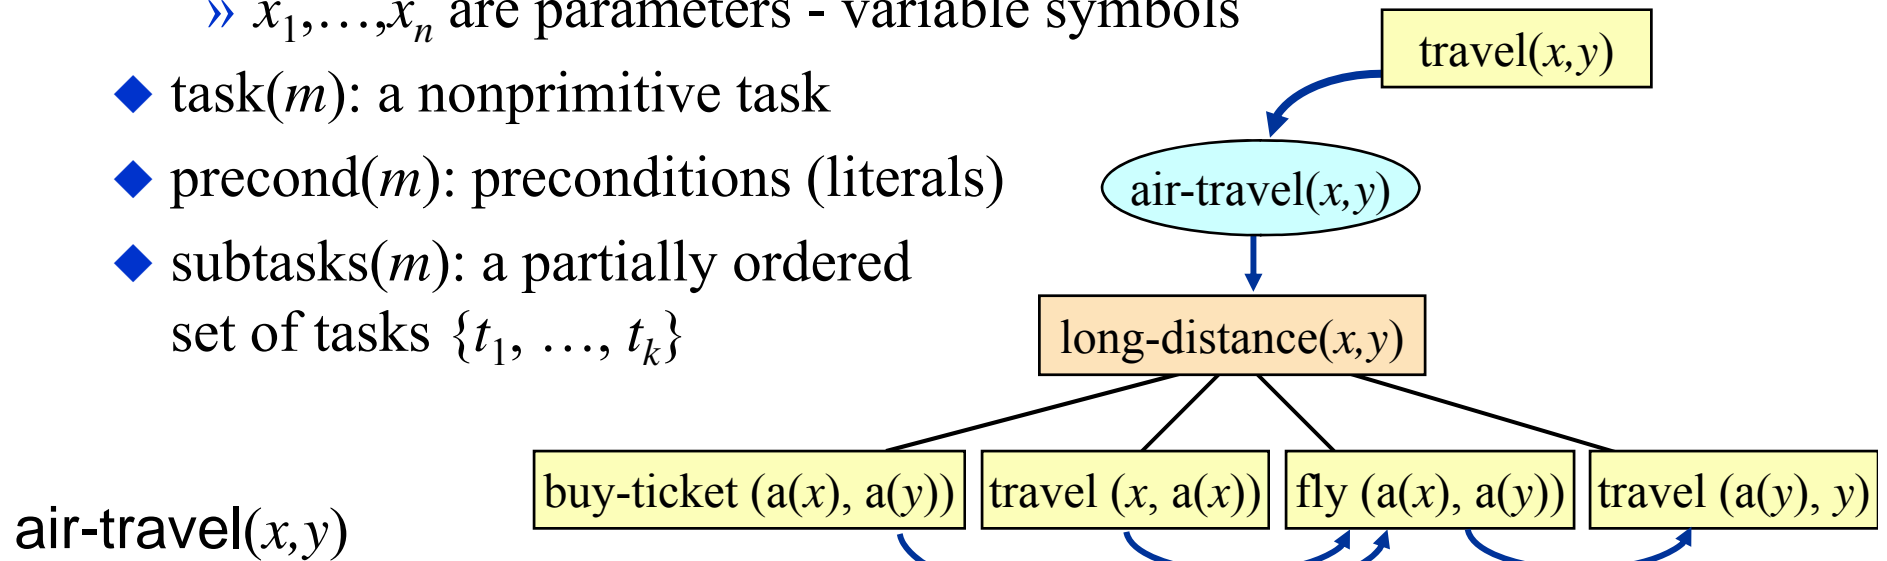 » x₁,…,xₙ are parameters - variable symbols
◆ task(m): a nonprimitive task
◆ precond(m): preconditions (literals)
◆ subtasks(m): a partially ordered
set of tasks {t₁, …, tₖ}
travel(x,y)
air-travel(x,y)
long-distance(x,y)
buy-ticket (a(x), a(y))
travel (x, a(x))
fly (a(x), a(y))
travel (a(y), y)
air-travel(x,y)